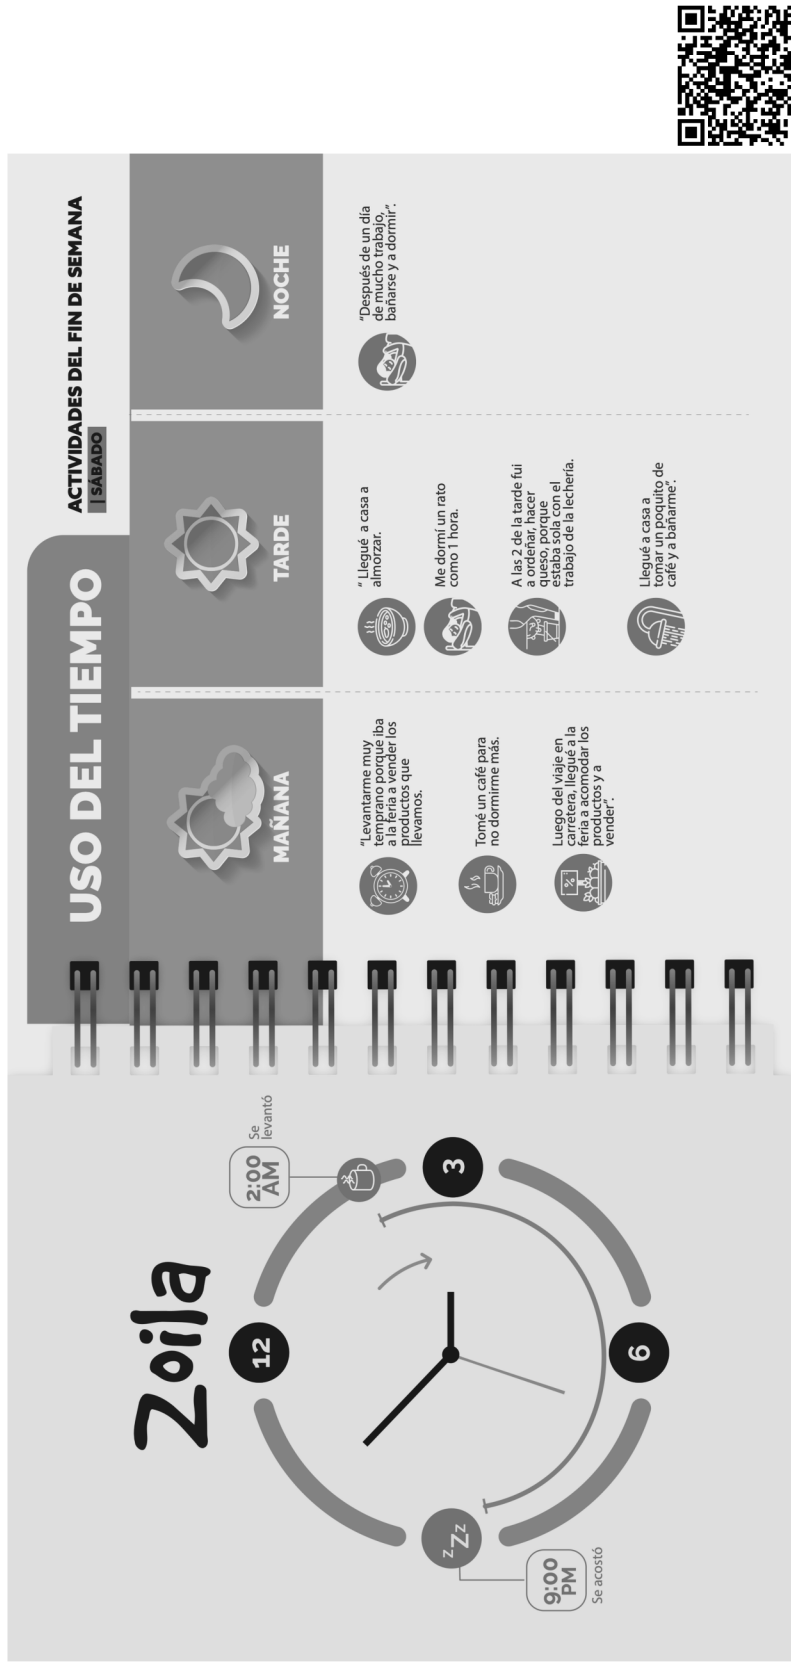 Zoila
12
3
6
zZz
2:00
AM
Se
levantó
9:00
PM
Se acostó
USO DEL TIEMPO
ACTIVIDADES DEL FIN DE SEMANA
| SÁBADO
MAÑANA
“Levantarme muy
temprano porque iba
a la feria a vender los
productos que
llevamos.
Tomé un café para
no dormirme más.
Luego del viaje en
carretera, llegué a la
feria a acomodar los
productos y a
vender”.
TARDE
“ Llegué a casa a
almorzar.
Me dormí un rato
como 1 hora.
A las 2 de la tarde fui
a ordeñar, hacer
queso, porque
estaba sola con el
trabajo de la lechería.
Llegué a casa a
tomar un poquito de
café y a bañarme”.
NOCHE
“Después de un día
de mucho trabajo,
bañarse y a dormir”.
%